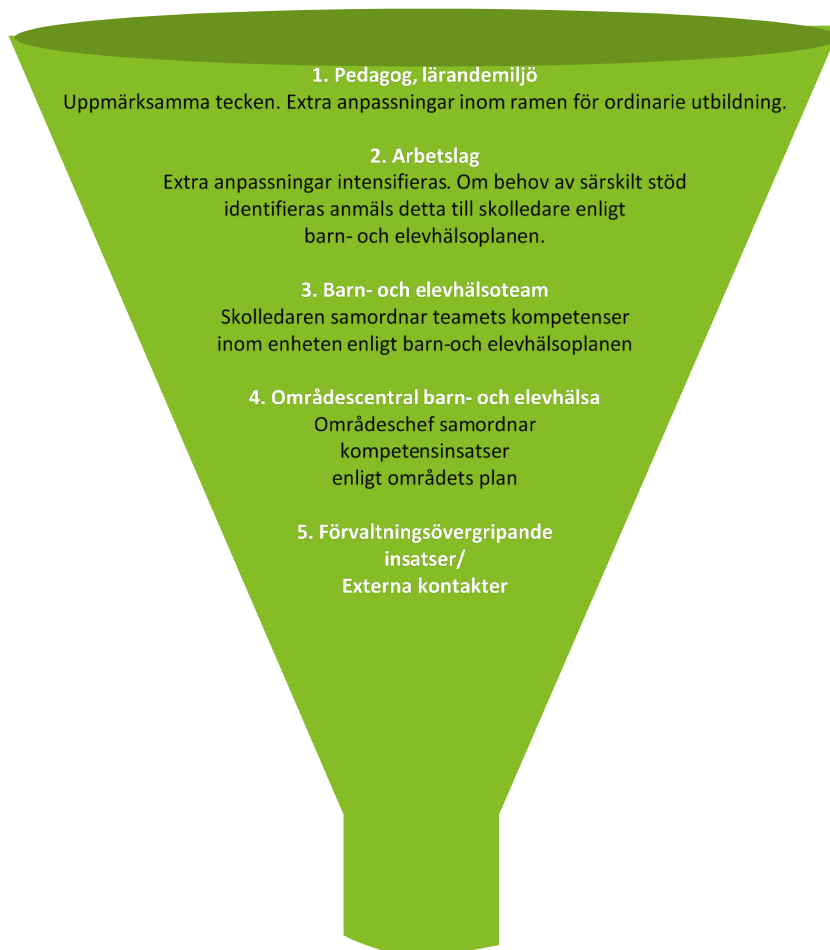 1. Pedagog, lärandemiljö
Uppmärksamma tecken. Extra anpassningar inom ramen för ordinarie utbildning.
2. Arbetslag
Extra anpassningar intensifieras. Om behov av särskilt stöd
identifieras anmäls detta till skolledare enligt
barn- och elevhälsoplanen.
3. Barn- och elevhälsoteam
Skolledaren samordnar teamets kompetenser
inom enheten enligt barn-och elevhälsoplanen
4. Områdescentral barn- och elevhälsa
Områdeschef samordnar
kompetensinsatser
enligt områdets plan
5. Förvaltningsövergripande
insatser/
Externa kontakter